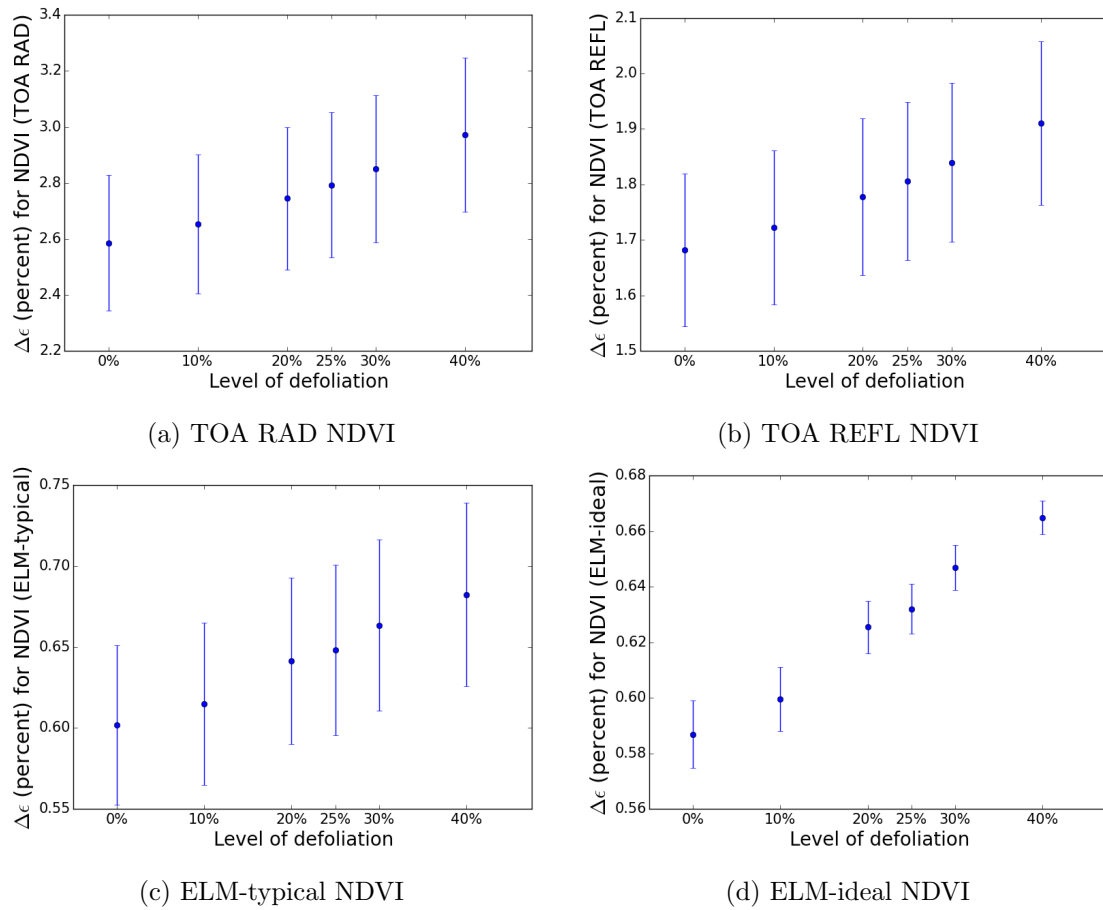 3.4
3.2
3.0
2.8
2.6
2.4
2.2
Δϵ (percent) for NDVI (TOA RAD)
0% 10% 20% 25% 30% 40%
Level of defoliation
(a) TOA RAD NDVI
2.1
2.0
1.9
1.8
1.7
1.6
1.5
Δϵ (percent) for NDVI (TOA REFL)
0% 10% 20% 25% 30% 40%
Level of defoliation
(b) TOA REFL NDVI
0.75
0.70
0.65
0.60
0.55
Δϵ (percent) for NDVI (ELM-typical)
0% 10% 20% 25% 30% 40%
Level of defoliation
(c) ELM-typical NDVI
0.68
0.66
0.64
0.62
0.60
0.58
0.56
Δϵ (percent) for NDVI (ELM-ideal)
0% 10% 20% 25% 30% 40%
Level of defoliation
(d) ELM-ideal NDVI